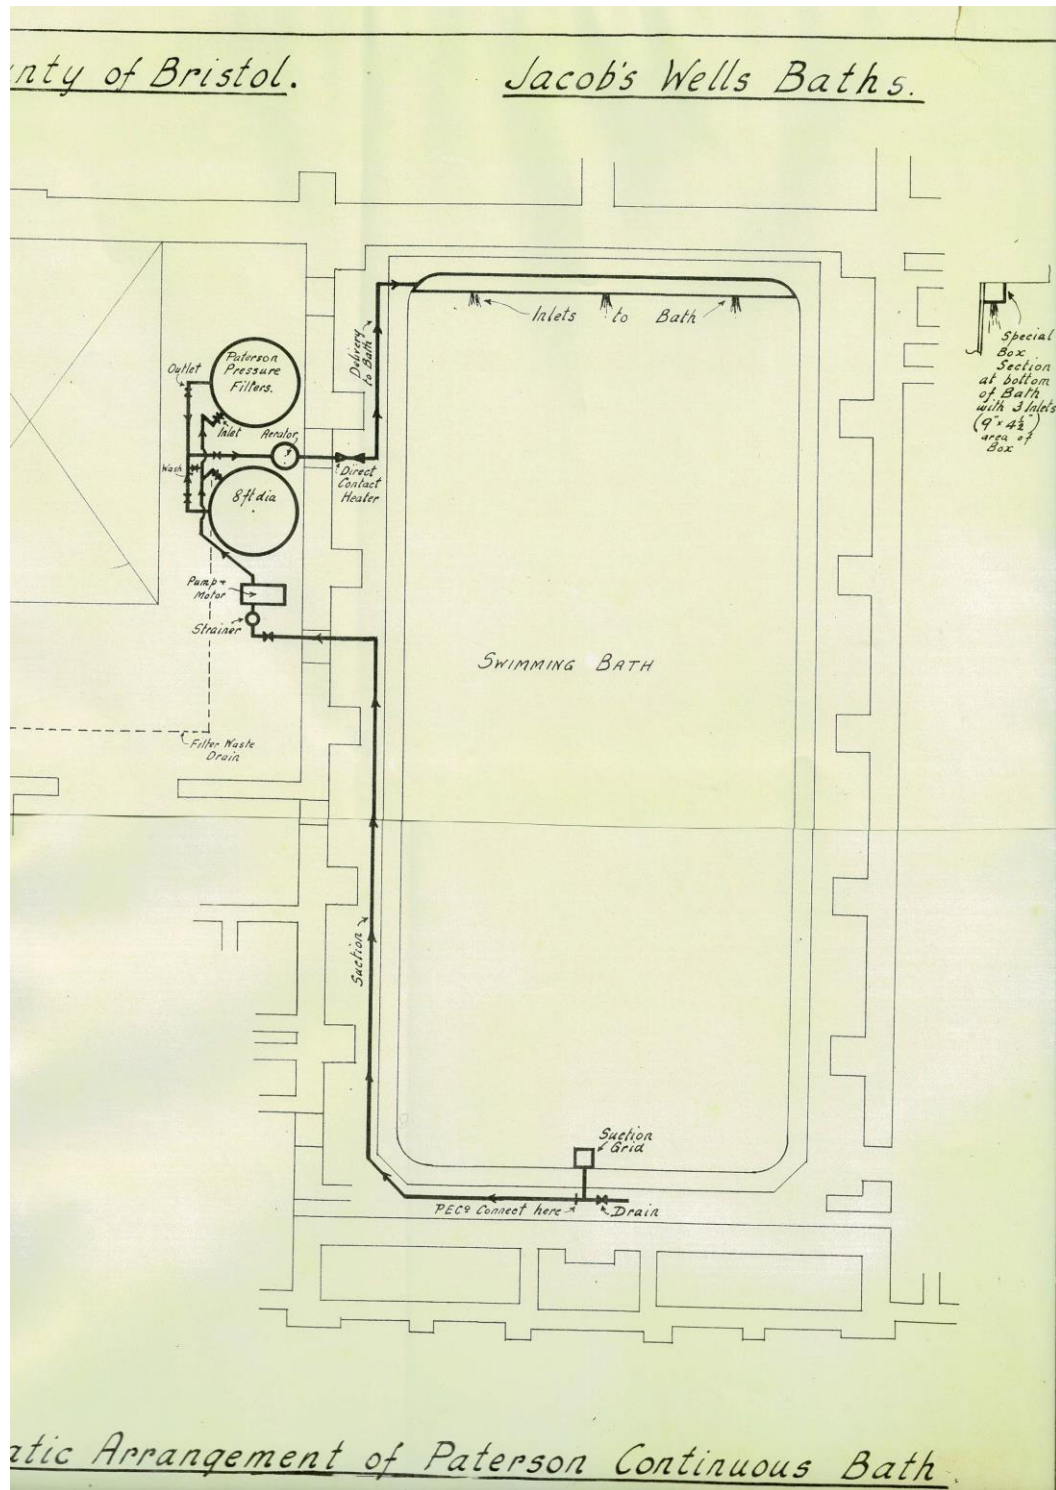 nty of Bristol.
Jacob's Wells Baths.
Inlets to Bath
Special
Box
Section
at bottom
of Bath
with 3 Inlets
(9" x 4½")
area of
Box
Delivery
to Bath
Outlet
Paterson
Pressure
Filters.
Inlet
Aerator
Wash
Direct
Contact
Heater
8 ft dia
Pump +
Motor
Strainer
SWIMMING BATH
Filter Waste
Drain
Suction
Suction
Grid
PECo Connect here
Drain
atic Arrangement of Paterson Continuous Bath